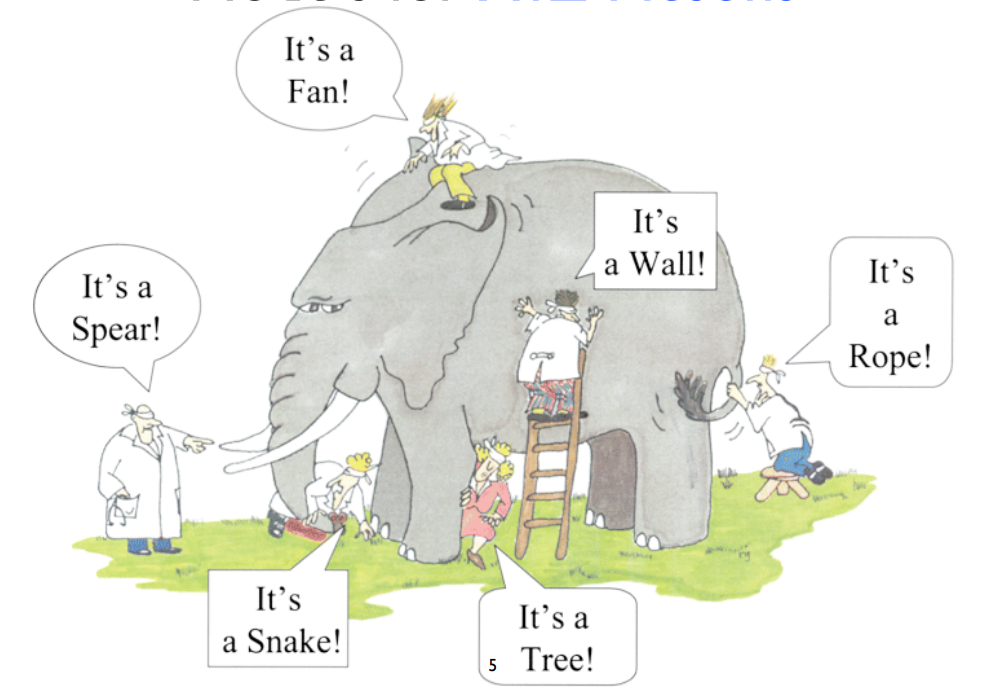 It's a
Fan!
It's
a Wall!
It's a
Spear!
It's
a
Rope!
It's
a Snake!
It's a
Tree!
5